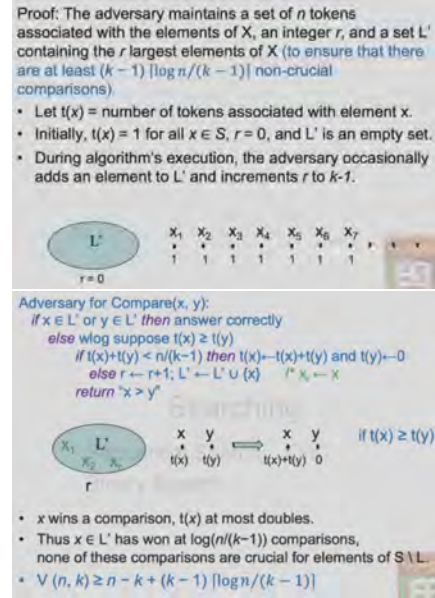 Proof: The adversary maintains a set of n tokens
associated with the elements of X, an integer r, and a set L'
containing the r largest elements of X (to ensure that there
are at least (k − 1) ⌈log n/(k − 1)⌉ non-crucial
comparisons).
• Let t(x) = number of tokens associated with element x.
• Initially, t(x) = 1 for all x ∈ S, r = 0, and L' is an empty set.
• During algorithm's execution, the adversary occasionally
adds an element to L' and increments r to k-1.
L'
X₁ X₂ X₃ X₄ X₅ X₆ X₇
1 1 1 1 1 1 1
r = 0
Adversary for Compare(x, y):
if x ∈ L' or y ∈ L' then answer correctly
else wlog suppose t(x) ≥ t(y)
if t(x)+t(y) < n/(k−1) then t(x)←t(x)+t(y) and t(y)←0
else r ← r+1; L' ← L' ∪ {x} /* xᵣ ← x
return "x > y"
X₁ L' X₂ Xᵣ
x y ⟹ x y if t(x) ≥ t(y)
t(x) t(y) t(x)+t(y) 0
r
• x wins a comparison, t(x) at most doubles.
• Thus x ∈ L' has won at log(n/(k−1)) comparisons,
none of these comparisons are crucial for elements of S \ L.
• V (n, k) ≥ n − k + (k − 1) ⌈log n/(k − 1)⌉